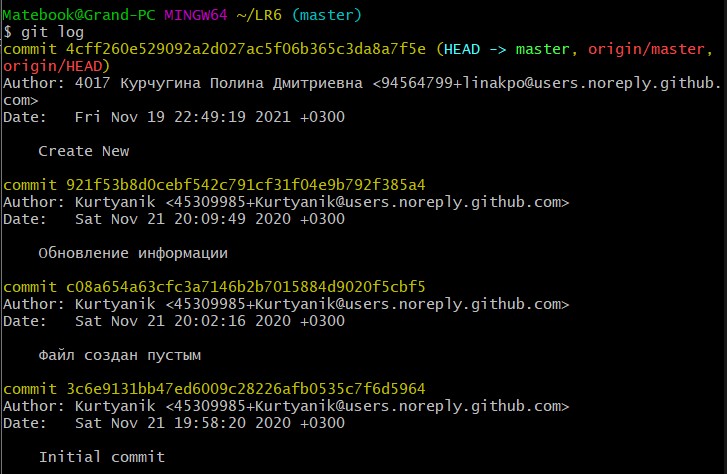 Matebook@Grand-PC MINGW64 ~/LR6 (master)
$ git log
commit 4cff260e529092a2d027ac5f06b365c3da8a7f5e (HEAD -> master, origin/master,
origin/HEAD)
Author: 4017 Курчугина Полина Дмитриевна <94564799+linakpo@users.noreply.github.
com>
Date:   Fri Nov 19 22:49:19 2021 +0300
    Create New
commit 921f53b8d0cebf542c791cf31f04e9b792f385a4
Author: Kurtyanik <45309985+Kurtyanik@users.noreply.github.com>
Date:   Sat Nov 21 20:09:49 2020 +0300
    Обновление информации
commit c08a654a63cfc3a7146b2b7015884d9020f5cbf5
Author: Kurtyanik <45309985+Kurtyanik@users.noreply.github.com>
Date:   Sat Nov 21 20:02:16 2020 +0300
    Файл создан пустым
commit 3c6e9131bb47ed6009c28226afb0535c7f6d5964
Author: Kurtyanik <45309985+Kurtyanik@users.noreply.github.com>
Date:   Sat Nov 21 19:58:20 2020 +0300
    Initial commit